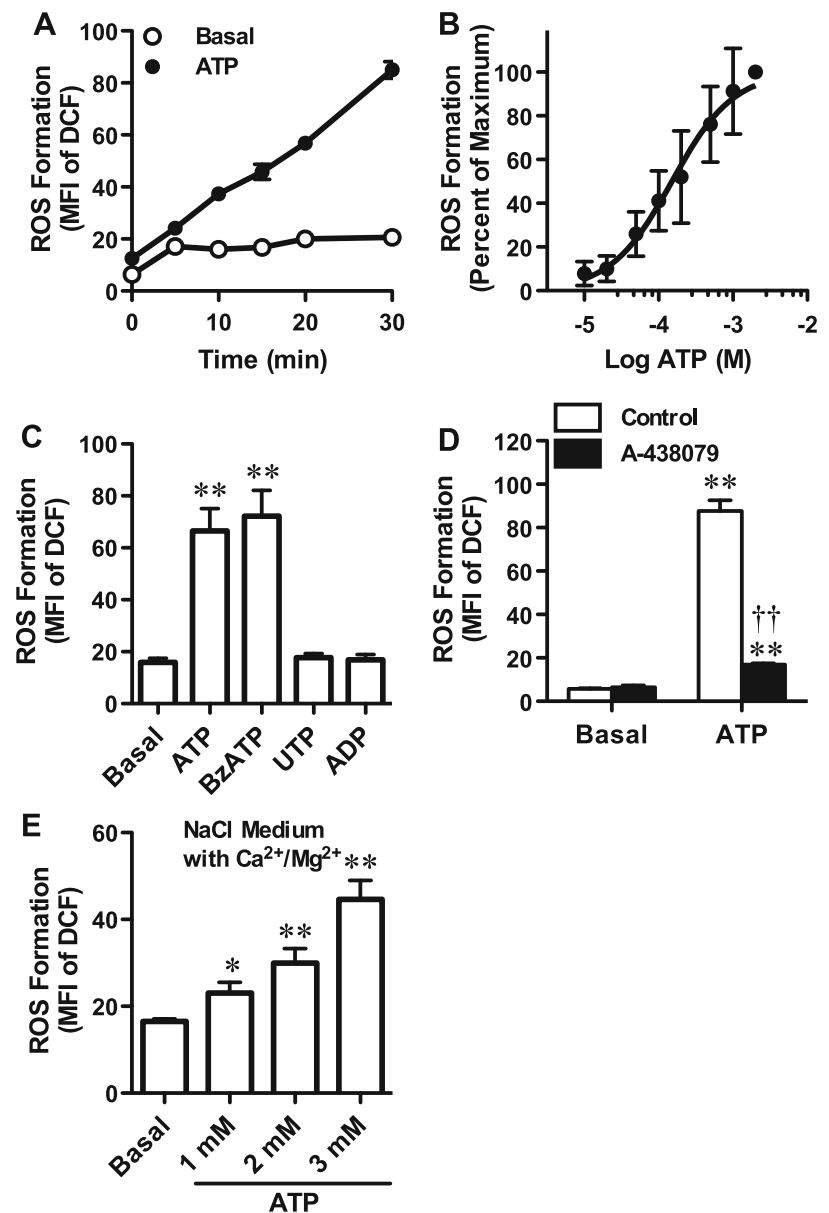 A
Basal
ATP
ROS Formation
(MFI of DCF)
100
80
60
40
20
0
0 10 20 30
Time (min)
B
ROS Formation
(Percent of Maximum)
100
80
60
40
20
0
-5 -4 -3 -2
Log ATP (M)
C
ROS Formation
(MFI of DCF)
100
80
60
40
20
0
** **
Basal ATP BzATP UTP ADP
D
Control
A-438079
ROS Formation
(MFI of DCF)
120
100
80
60
40
20
0
**
††
**
Basal ATP
E
NaCl Medium
with Ca²⁺/Mg²⁺
ROS Formation
(MFI of DCF)
60
40
20
0
* ** **
Basal 1 mM 2 mM 3 mM
ATP